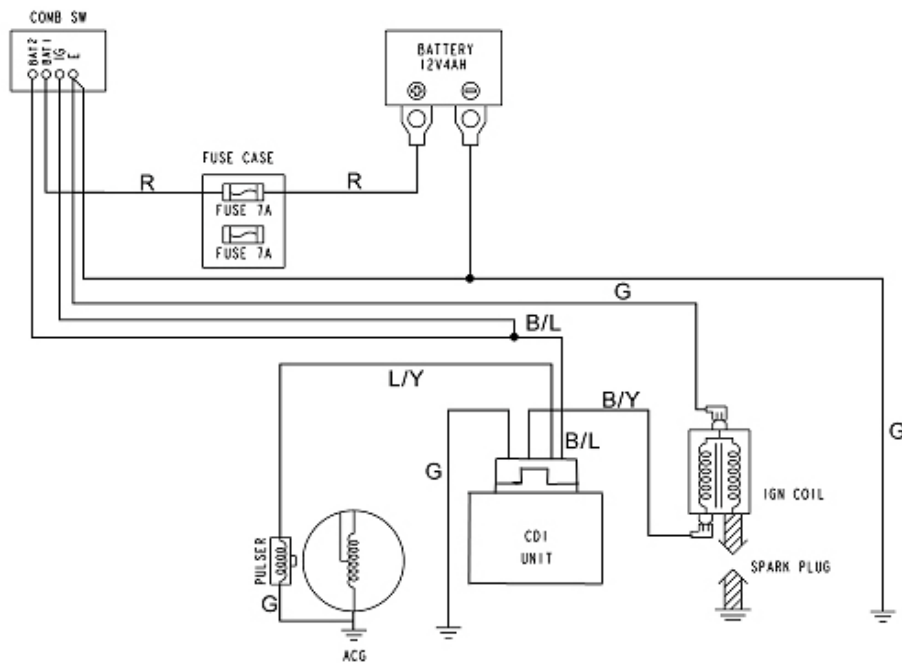 COMB SW
BAT2
BAT1
IG
E
BATTERY
12V4AH
FUSE CASE
R
R
FUSE 7A
FUSE 7A
G
B/L
L/Y
B/Y
B/L
G
G
IGN COIL
CDI
UNIT
SPARK PLUG
PULSER
G
ACG